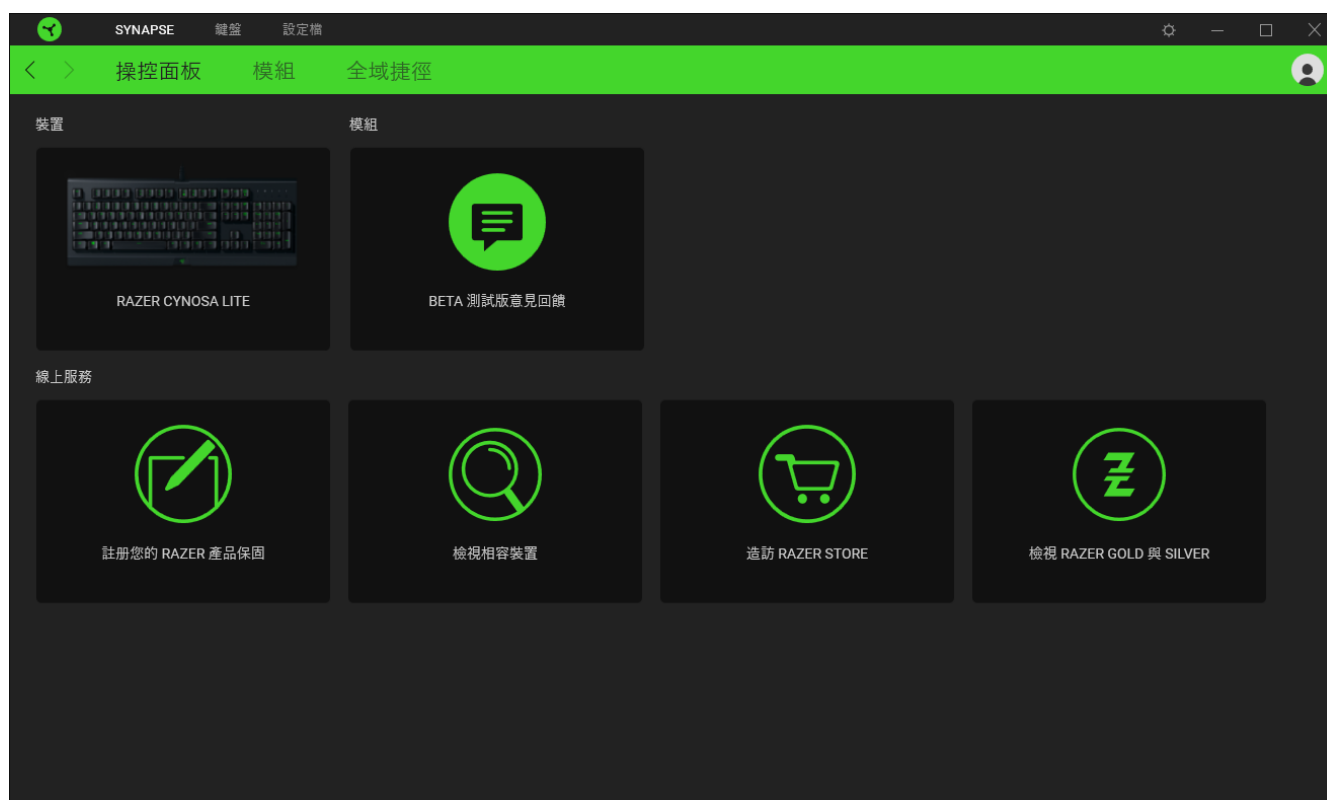 SYNAPSE 鍵盤 設定檔
操控面板 模組 全域捷徑
裝置 模組
RAZER CYNOSA LITE BETA 測試版意見回饋
線上服務
註册您的 RAZER 產品保固 檢視相容裝置 造訪 RAZER STORE 檢視 RAZER GOLD 與 SILVER